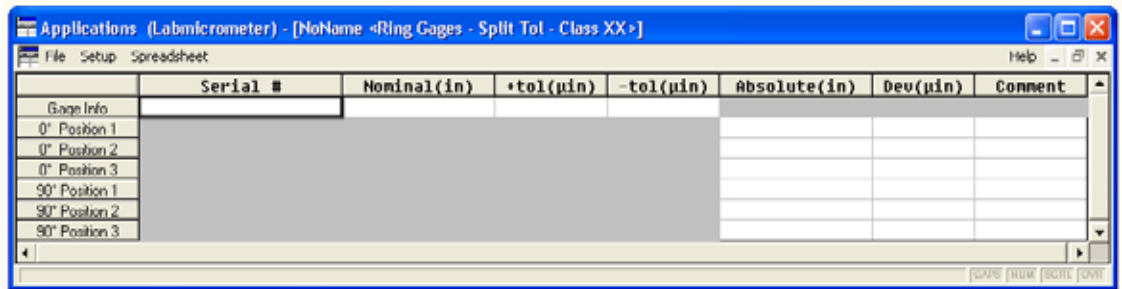 Applications (Labmicrometer) - [NoName <Ring Gages - Split Tol - Class XX>]
File Setup Spreadsheet Help
Serial # Nominal(in) +tol(µin) -tol(µin) Absolute(in) Dev(µin) Comment
Gage Info
0° Position 1
0° Position 2
0° Position 3
90° Position 1
90° Position 2
90° Position 3
CAPS NUM SCRL OVR